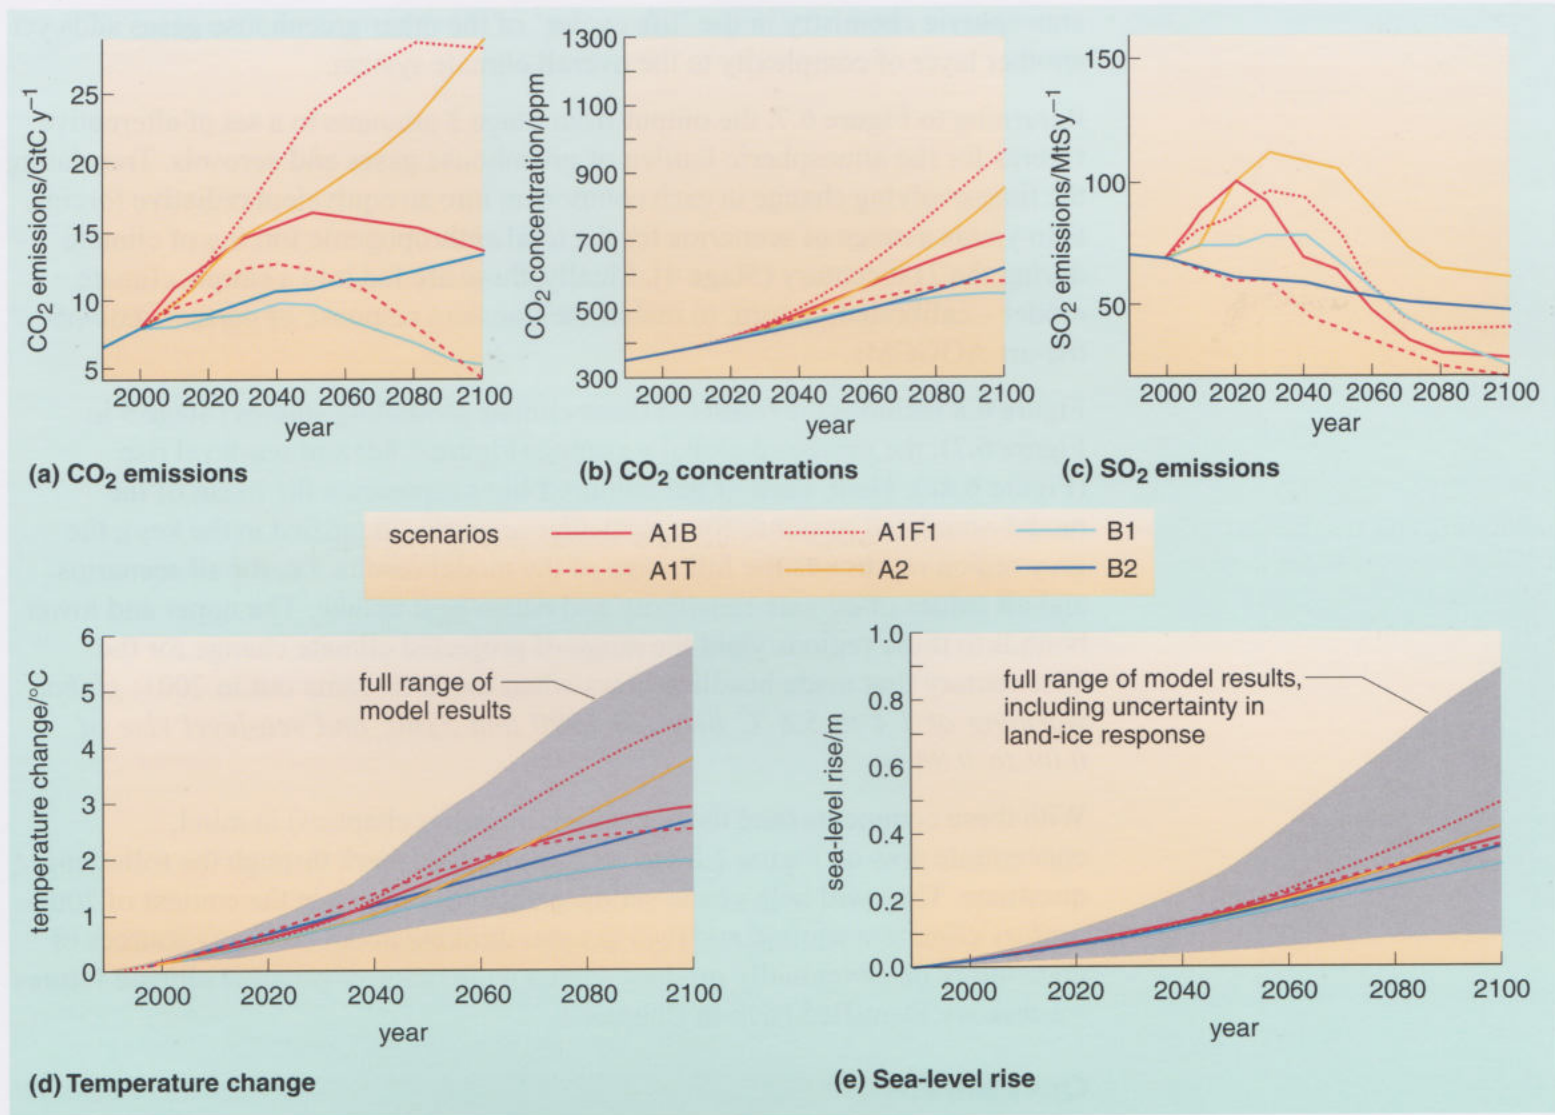 CO2 emissions/GtC y−1
25
20
15
10
5
2000 2020 2040 2060 2080 2100
year
(a) CO2 emissions
CO2 concentration/ppm
1300
1100
900
700
500
300
2000 2020 2040 2060 2080 2100
year
(b) CO2 concentrations
SO2 emissions/MtS y−1
150
100
50
2000 2020 2040 2060 2080 2100
year
(c) SO2 emissions
scenarios A1B A1F1 B1
A1T A2 B2
temperature change/°C
6
5
4
3
2
1
0
full range of
model results
2000 2020 2040 2060 2080 2100
year
(d) Temperature change
sea-level rise/m
1.0
0.8
0.6
0.4
0.2
0.0
full range of model results,
including uncertainty in
land-ice response
2000 2020 2040 2060 2080 2100
year
(e) Sea-level rise